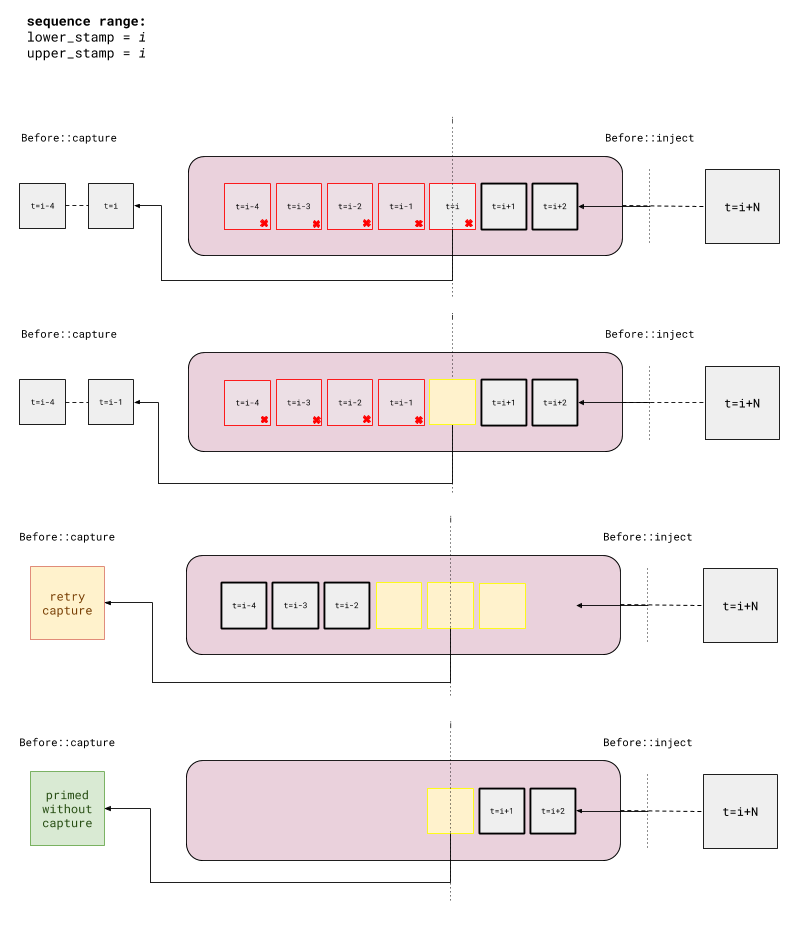 sequence range:
lower_stamp = i
upper_stamp = i
i
Before::capture
Before::inject
t=i-4
t=i
t=i-4
t=i-3
t=i-2
t=i-1
t=i
t=i+1
t=i+2
t=i+N
i
Before::capture
Before::inject
t=i-4
t=i-1
t=i-4
t=i-3
t=i-2
t=i-1
t=i+1
t=i+2
t=i+N
i
Before::capture
Before::inject
retry
capture
t=i-4
t=i-3
t=i-2
t=i+N
i
Before::capture
Before::inject
primed
without
capture
t=i+1
t=i+2
t=i+N